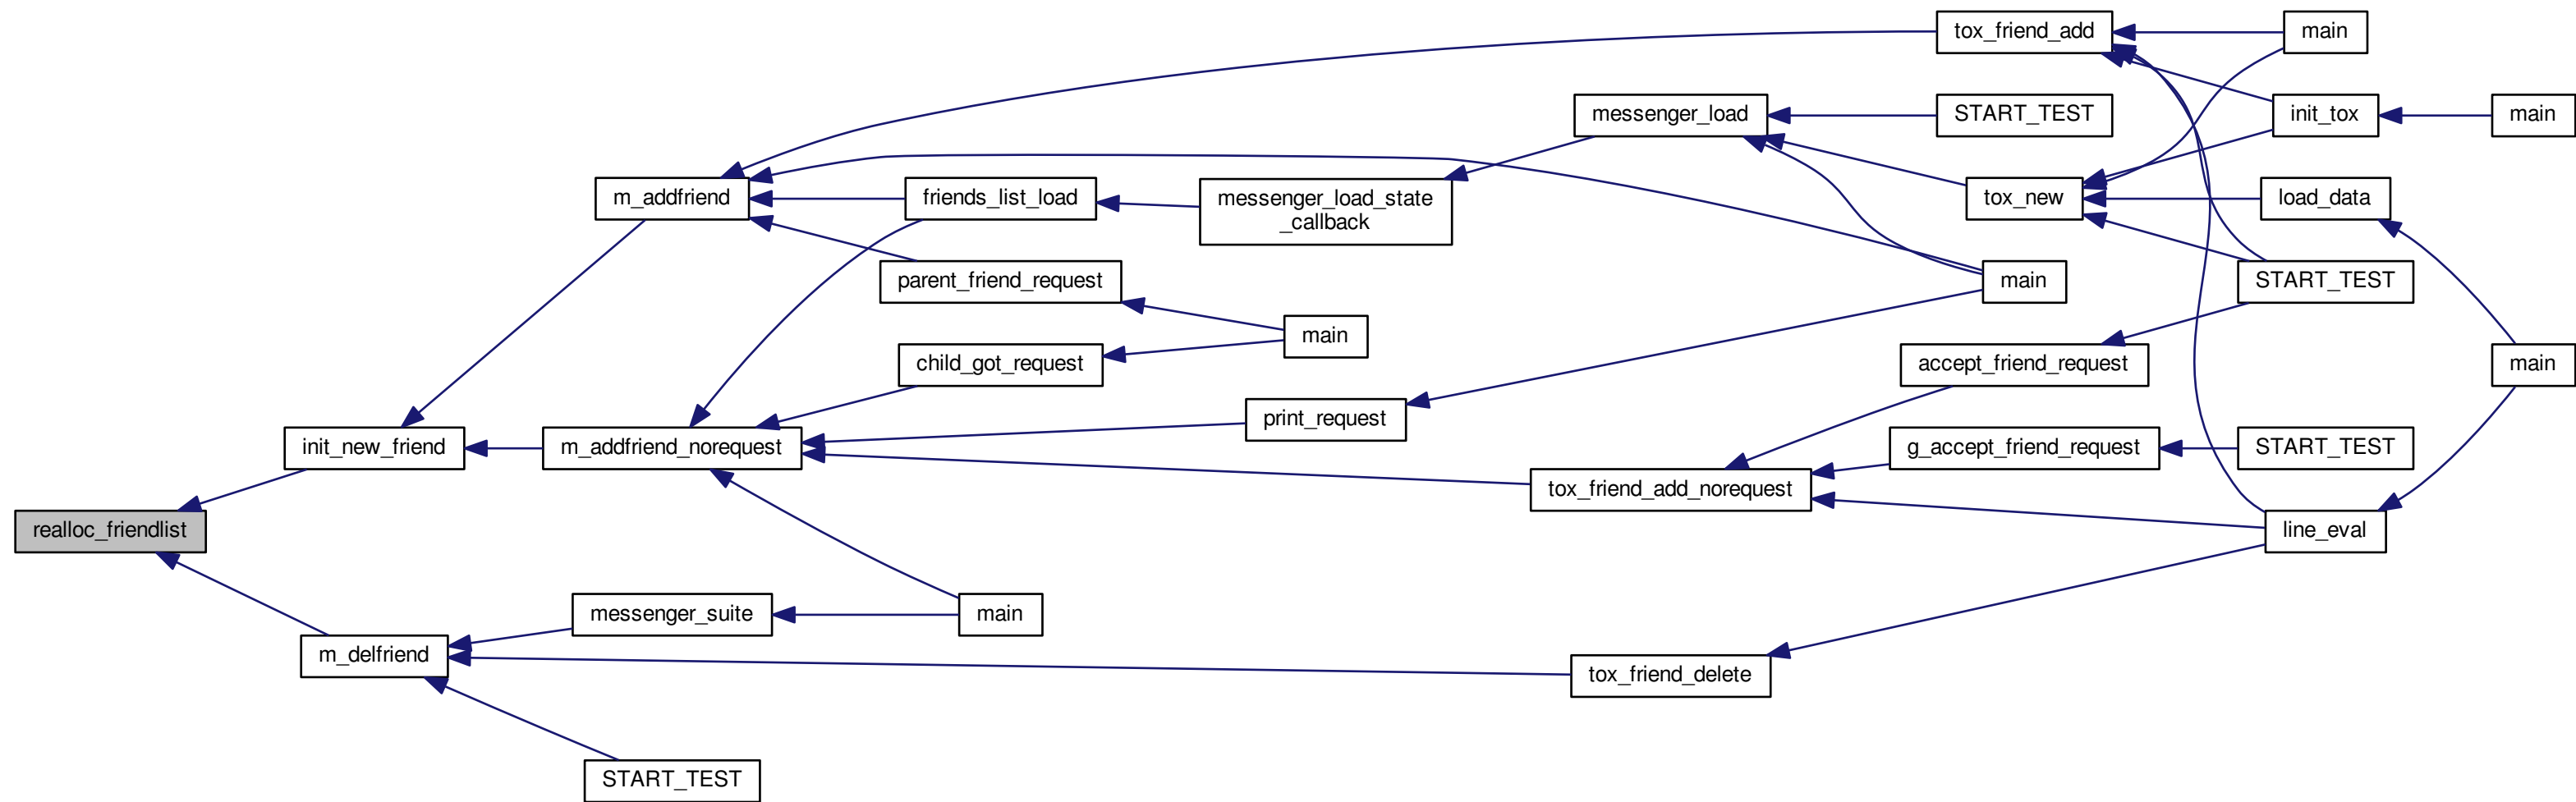 tox_friend_add
main
messenger_load
START_TEST
init_tox
main
m_addfriend
friends_list_load
messenger_load_state
_callback
tox_new
load_data
parent_friend_request
main
START_TEST
main
child_got_request
accept_friend_request
main
print_request
init_new_friend
m_addfriend_norequest
g_accept_friend_request
START_TEST
tox_friend_add_norequest
realloc_friendlist
line_eval
messenger_suite
main
m_delfriend
tox_friend_delete
START_TEST